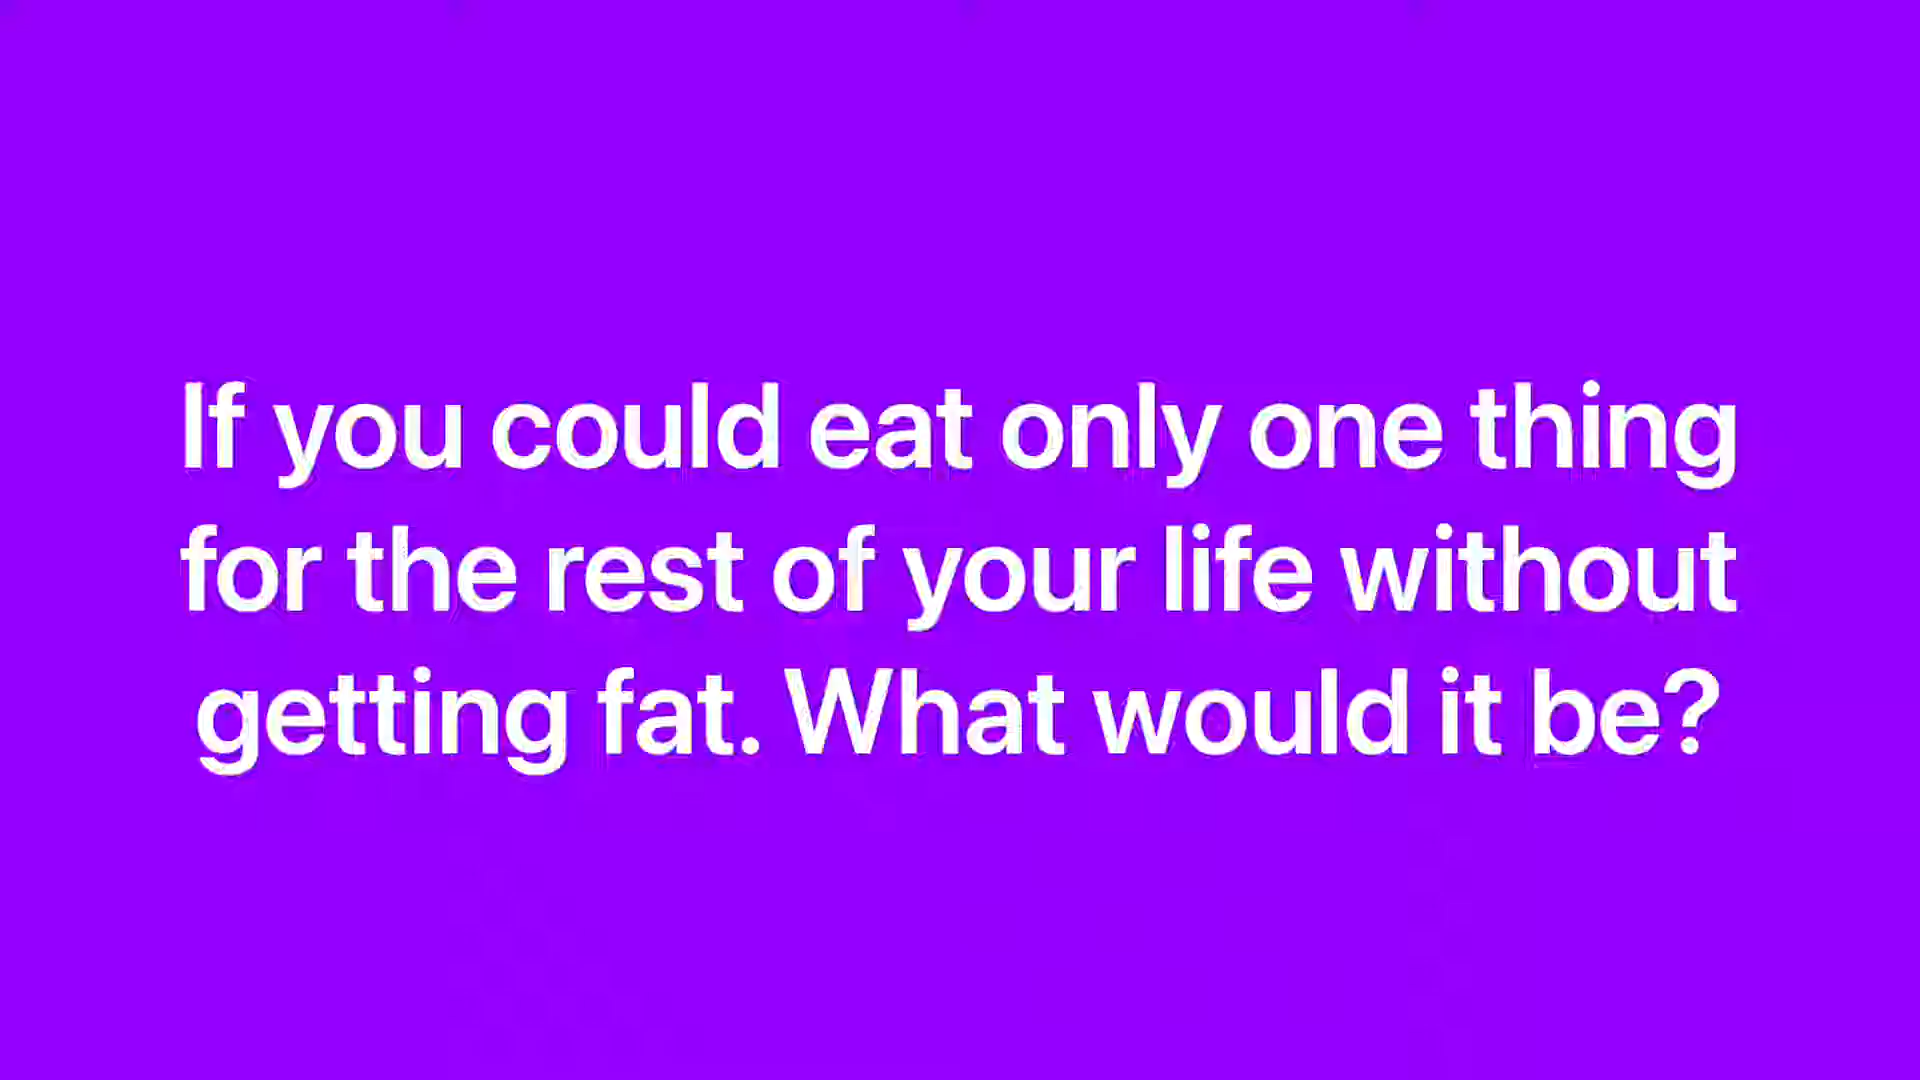 If you could eat only one thing
for the rest of your life without
getting fat. What would it be?